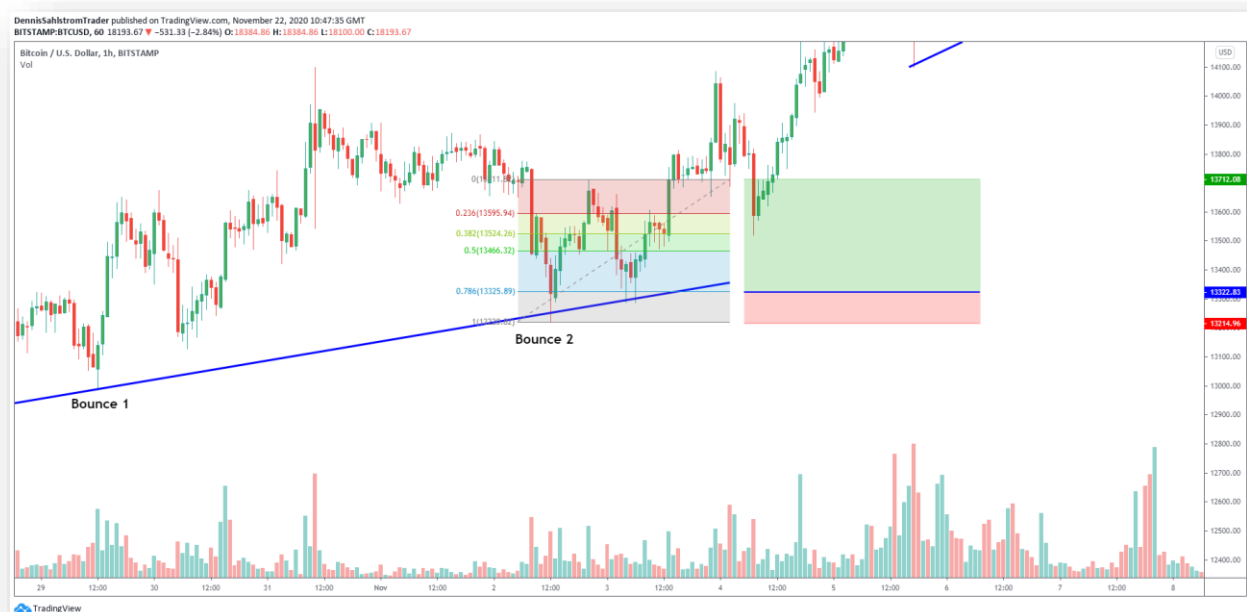 DennisSahlstromTrader published on TradingView.com, November 22, 2020 10:47:35 GMT
BITSTAMP:BTCUSD, 60 18193.67 ▼ −531.33 (−2.84%) O:18384.86 H:18384.86 L:18100.00 C:18193.67
Bitcoin / U.S. Dollar, 1h, BITSTAMP
Vol
USD
14100.00
14000.00
13900.00
13800.00
13712.08
13600.00
13500.00
13400.00
13322.83
13214.96
13100.00
13000.00
12900.00
12800.00
12700.00
12600.00
12500.00
12400.00
0.236(13595.94)
0.382(13524.26)
0.5(13466.32)
0.786(13325.89)
Bounce 2
Bounce 1
29 12:00 30 12:00 31 12:00 Nov 12:00 2 12:00 3 12:00 4 12:00 5 12:00 6 12:00 7 12:00 8
TradingView